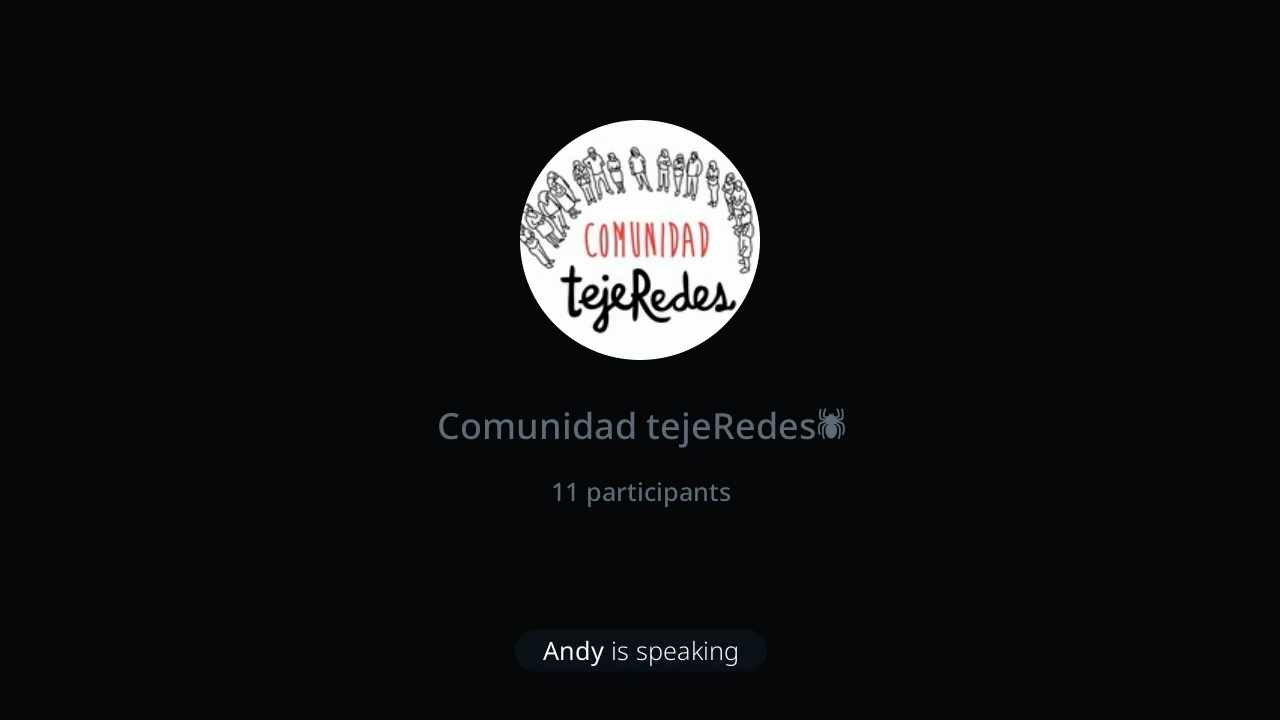 COMUNIDAD
tejeRedes
Comunidad tejeRedes🕷
11 participants
Andy is speaking